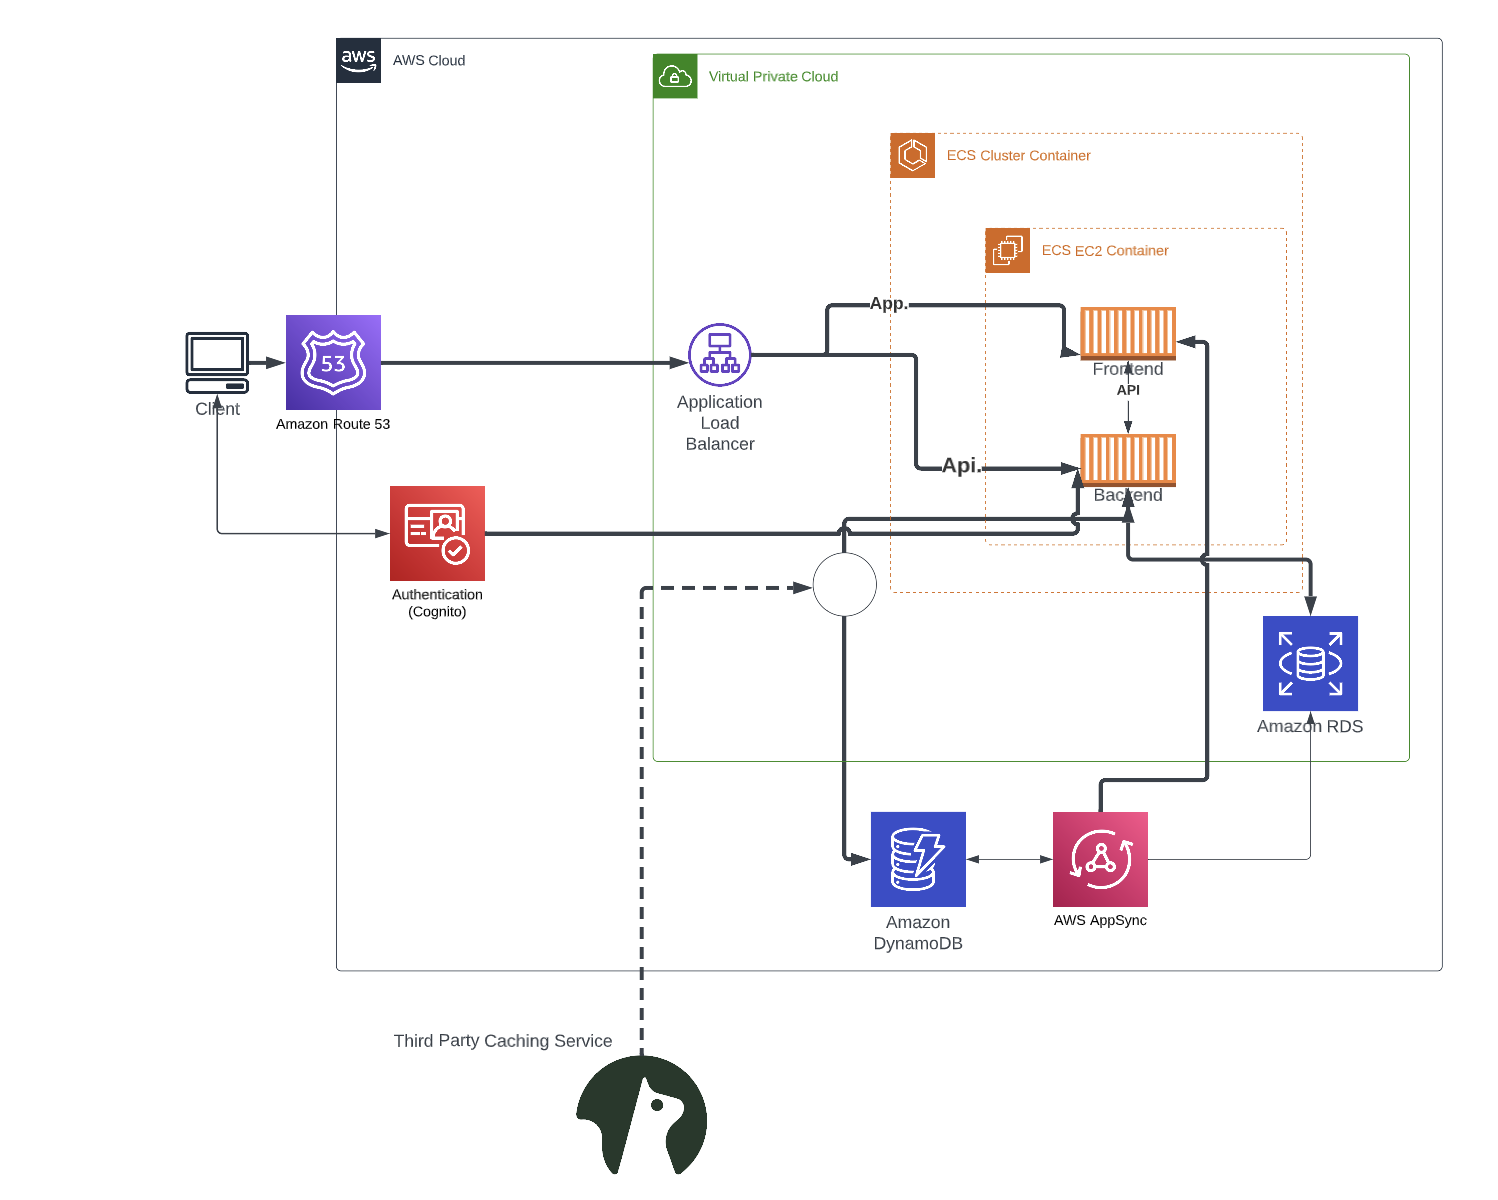 aws
AWS Cloud
Virtual Private Cloud
ECS Cluster Container
ECS EC2 Container
App.
53
Frontend
Client
API
Amazon Route 53
Application
Load
Balancer
Api.
Backend
Authentication
(Cognito)
Amazon RDS
Amazon
DynamoDB
AWS AppSync
Third Party Caching Service